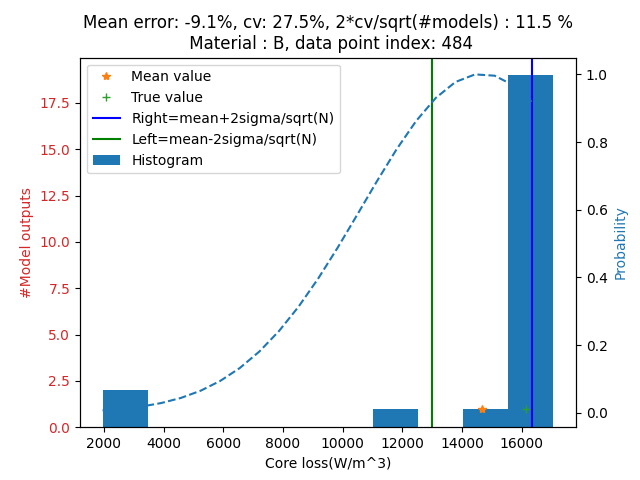 Mean error: -9.1%, cv: 27.5%, 2*cv/sqrt(#models) : 11.5 %
Material : B, data point index: 484
Mean value
True value
Right=mean+2sigma/sqrt(N)
Left=mean-2sigma/sqrt(N)
Histogram
#Model outputs
17.5
15.0
12.5
10.0
7.5
5.0
2.5
0.0
1.0
0.8
0.6
0.4
0.2
0.0
Probability
2000 4000 6000 8000 10000 12000 14000 16000
Core loss(W/m^3)